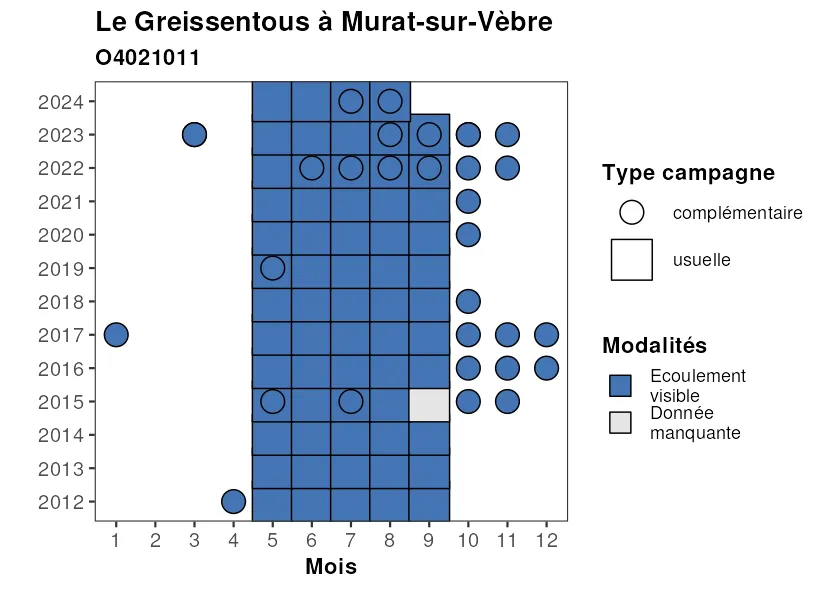 Le Greissentous à Murat-sur-Vèbre
O4021011
2024
2023
2022
2021
2020
2019
2018
2017
2016
2015
2014
2013
2012
1 2 3 4 5 6 7 8 9 10 11 12
Mois
Type campagne
complémentaire
usuelle
Modalités
Ecoulement
visible
Donnée
manquante